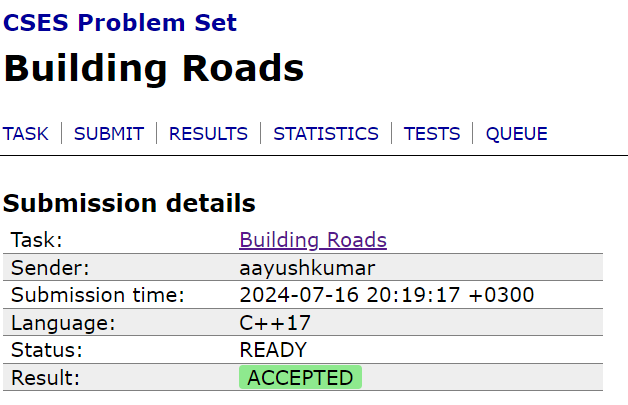 CSES Problem Set
Building Roads
TASK SUBMIT RESULTS STATISTICS TESTS QUEUE
Submission details
Task: Building Roads
Sender: aayushkumar
Submission time: 2024-07-16 20:19:17 +0300
Language: C++17
Status: READY
Result: ACCEPTED